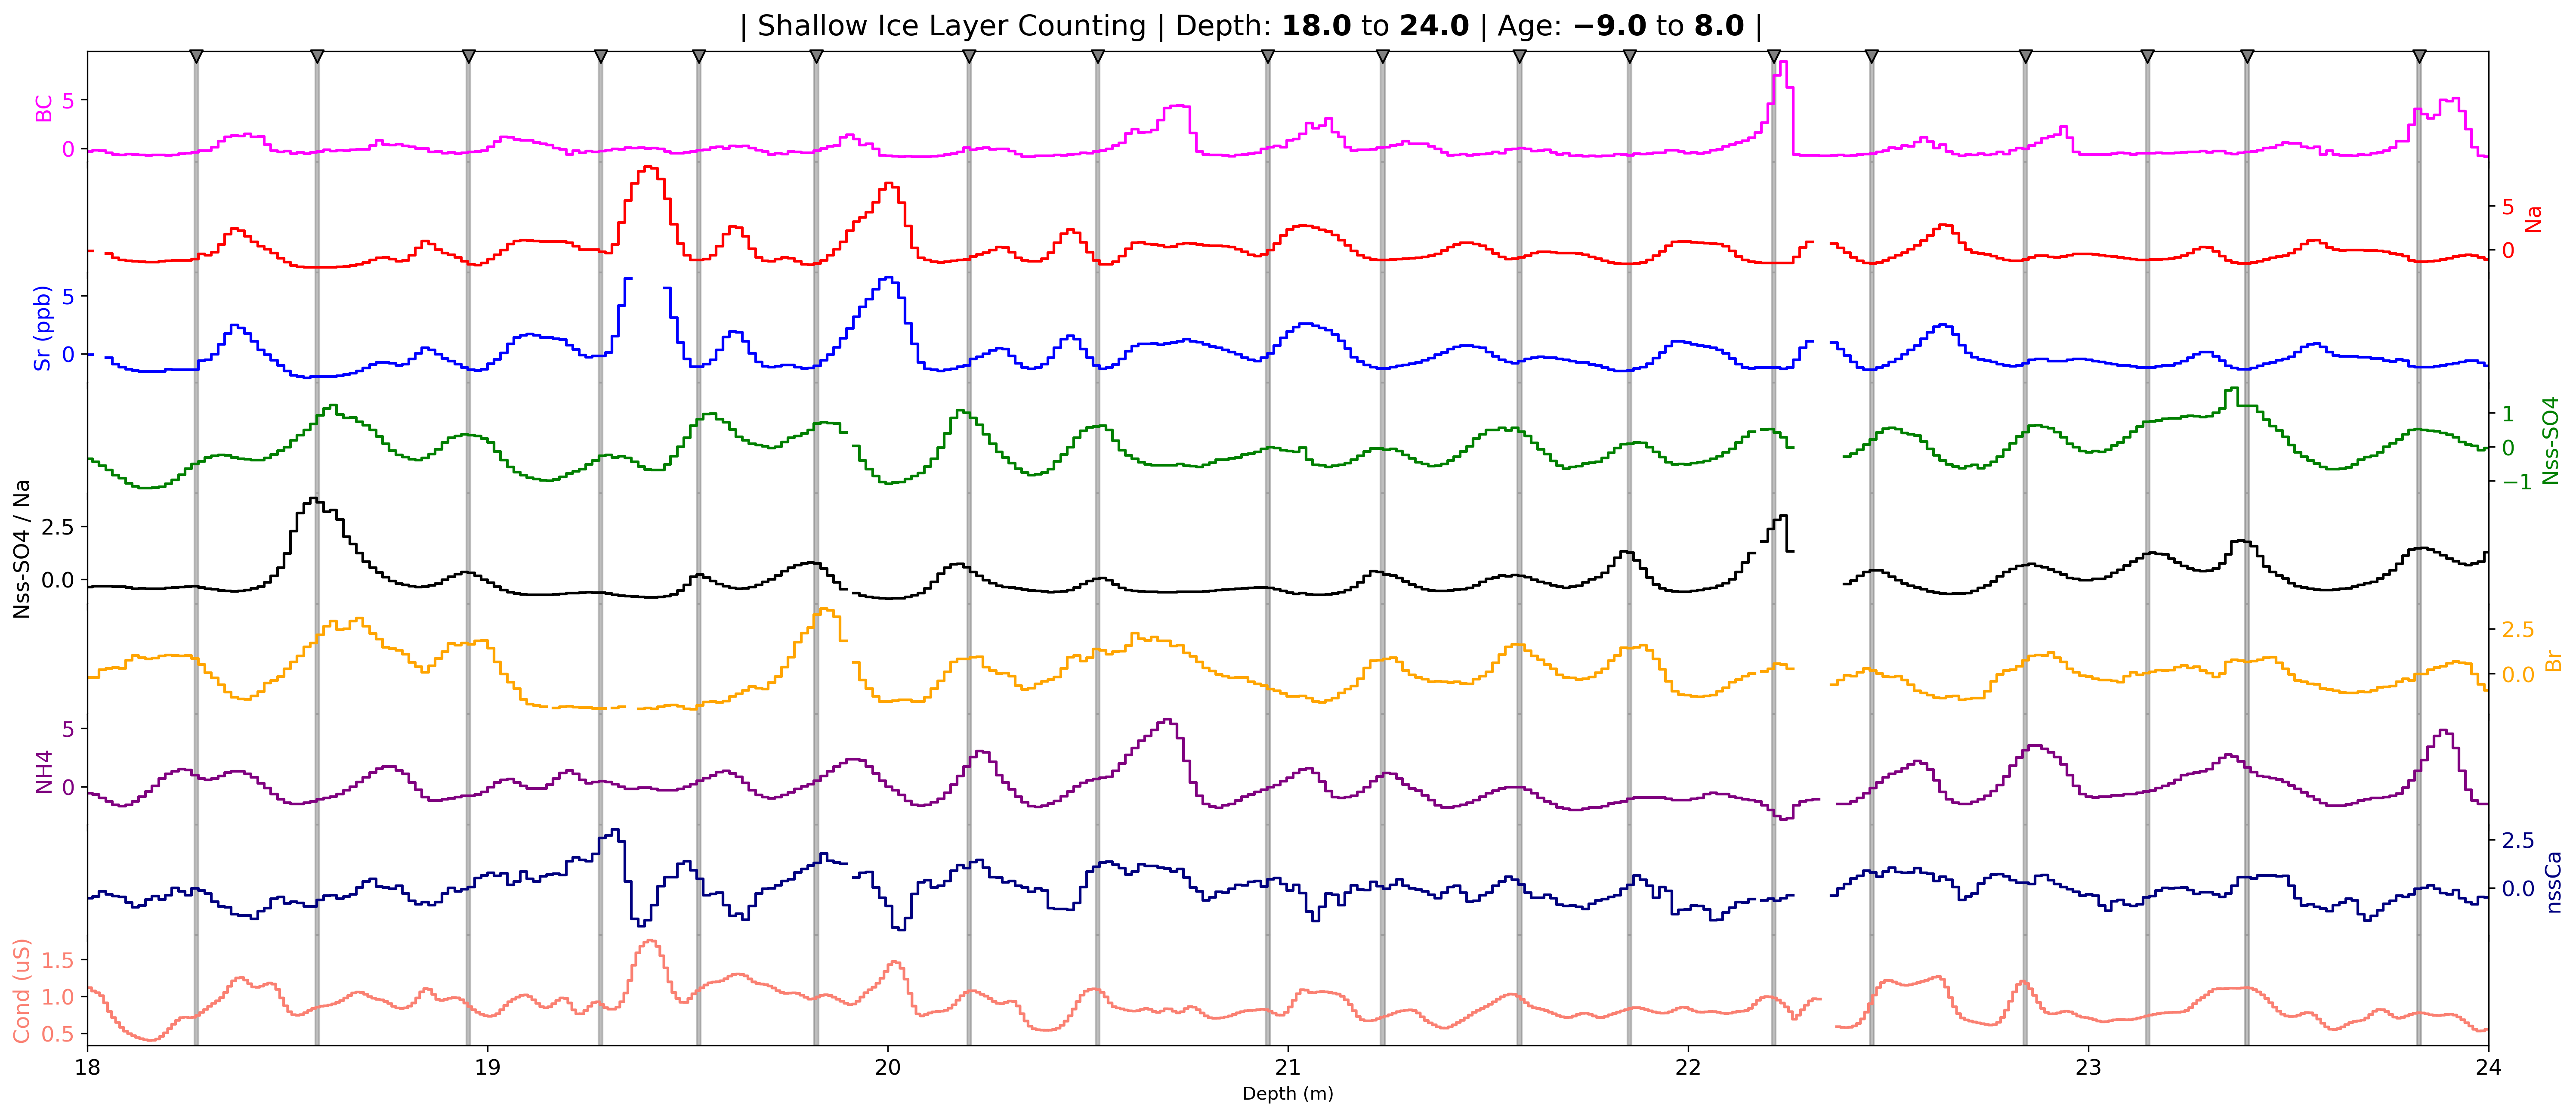 | Shallow Ice Layer Counting | Depth: 18.0 to 24.0 | Age: −9.0 to 8.0 |
BC
5
0
5
0
Na
Sr (ppb)
5
0
1
0
−1
Nss-SO4
Nss-SO4 / Na
2.5
0.0
2.5
0.0
Br
NH4
5
0
2.5
0.0
nssCa
Cond (uS)
1.5
1.0
0.5
18 19 20 21 22 23 24
Depth (m)